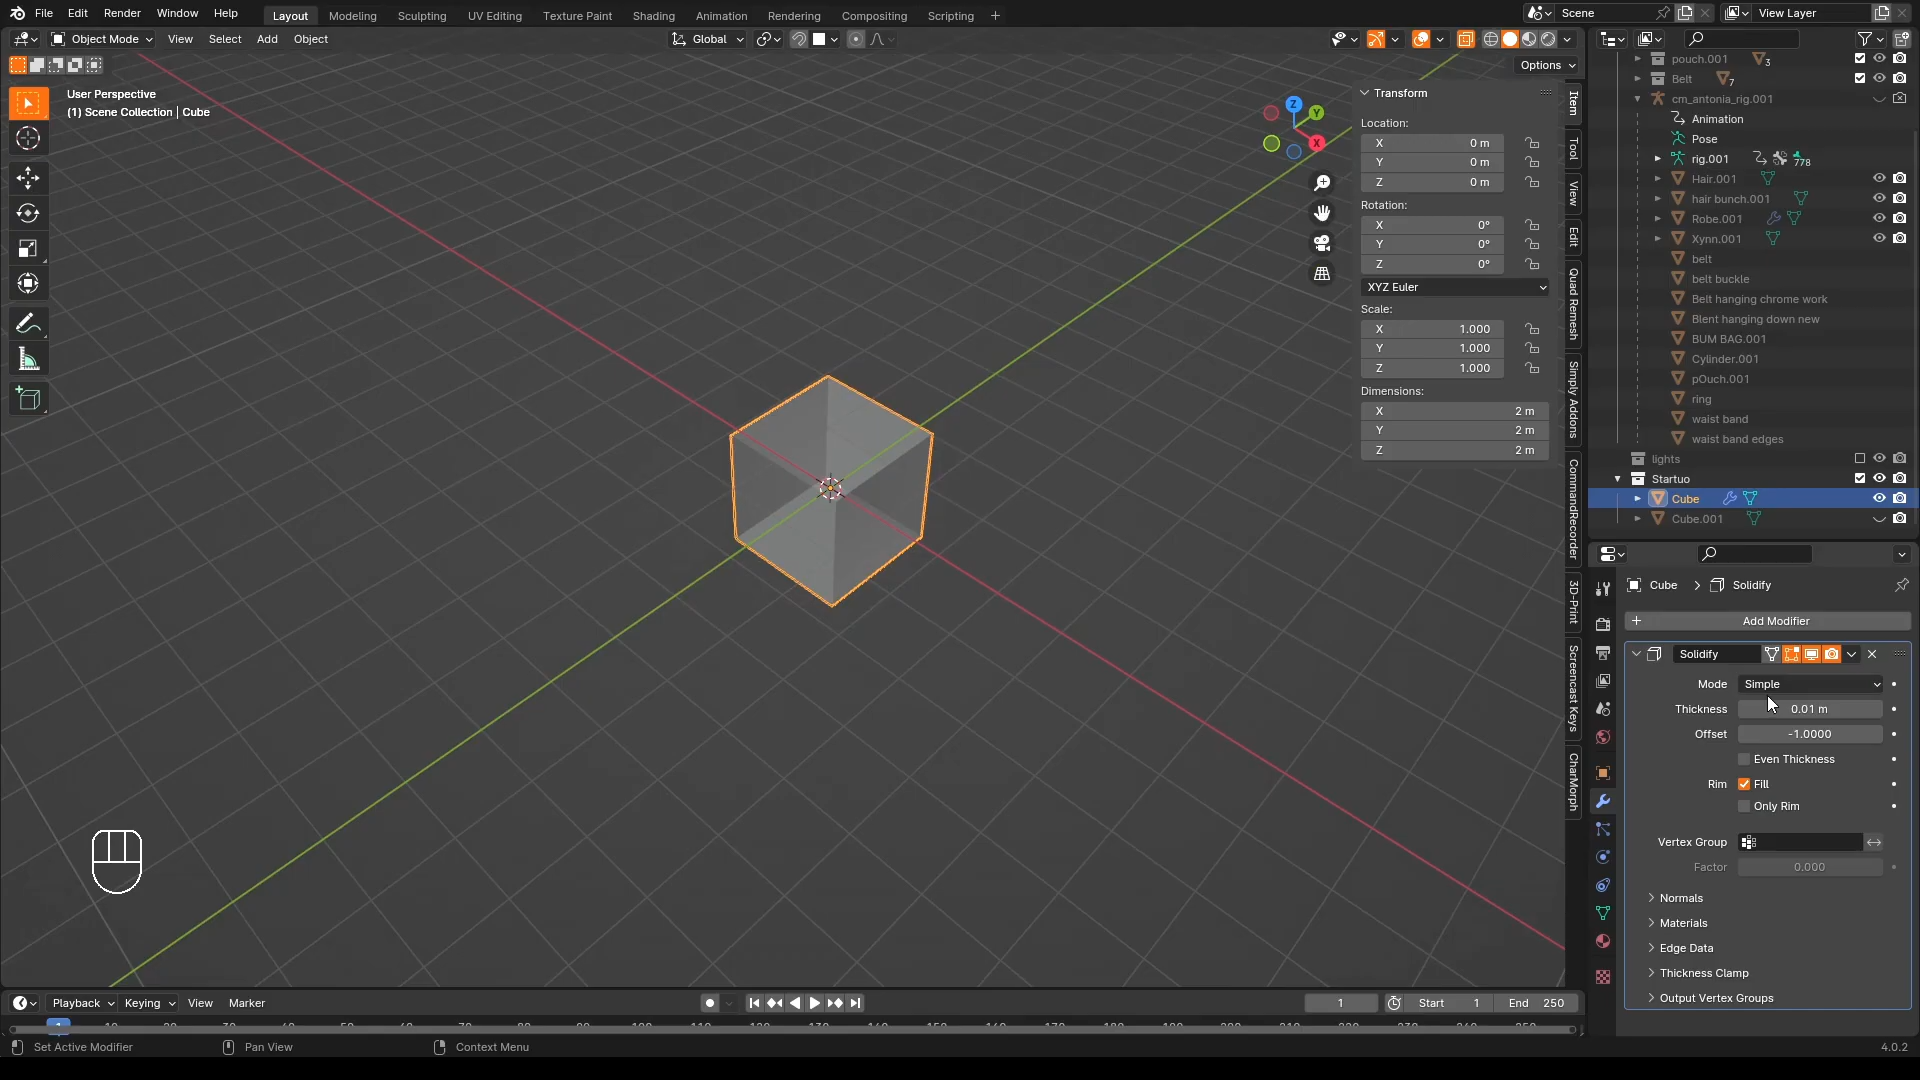 File Edit Render Window Help Layout Modeling Sculpting UV Editing Texture Paint Shading Animation Rendering Compositing Scripting + Scene View Layer
Object Mode View Select Add Object Global
Options
User Perspective
(1) Scene Collection | Cube
Transform
Location:
X 0 m
Y 0 m
Z 0 m
Rotation:
X 0°
Y 0°
Z 0°
XYZ Euler
Scale:
X 1.000
Y 1.000
Z 1.000
Dimensions:
X 2 m
Y 2 m
Z 2 m
Z
Y
X
Item
Tool
View
Edit
Quad Remesh
Simply Addons
CommandRecorder
3D-Print
Screencast Keys
CharMorph
pouch.001 3
Belt 7
cm_antonia_rig.001
Animation
Pose
rig.001 778
Hair.001
hair bunch.001
Robe.001
Xynn.001
belt
belt buckle
Belt hanging chrome work
Blent hanging down new
BUM BAG.001
Cylinder.001
pOuch.001
ring
waist band
waist band edges
lights
Startuo
Cube
Cube.001
Cube > Solidify
+ Add Modifier
Solidify
Mode Simple
Thickness 0.01 m
Offset -1.0000
Even Thickness
Rim Fill
Only Rim
Vertex Group
Factor 0.000
Normals
Materials
Edge Data
Thickness Clamp
Output Vertex Groups
Playback Keying View Marker 1 Start 1 End 250
1
Set Active Modifier Pan View Context Menu 4.0.2